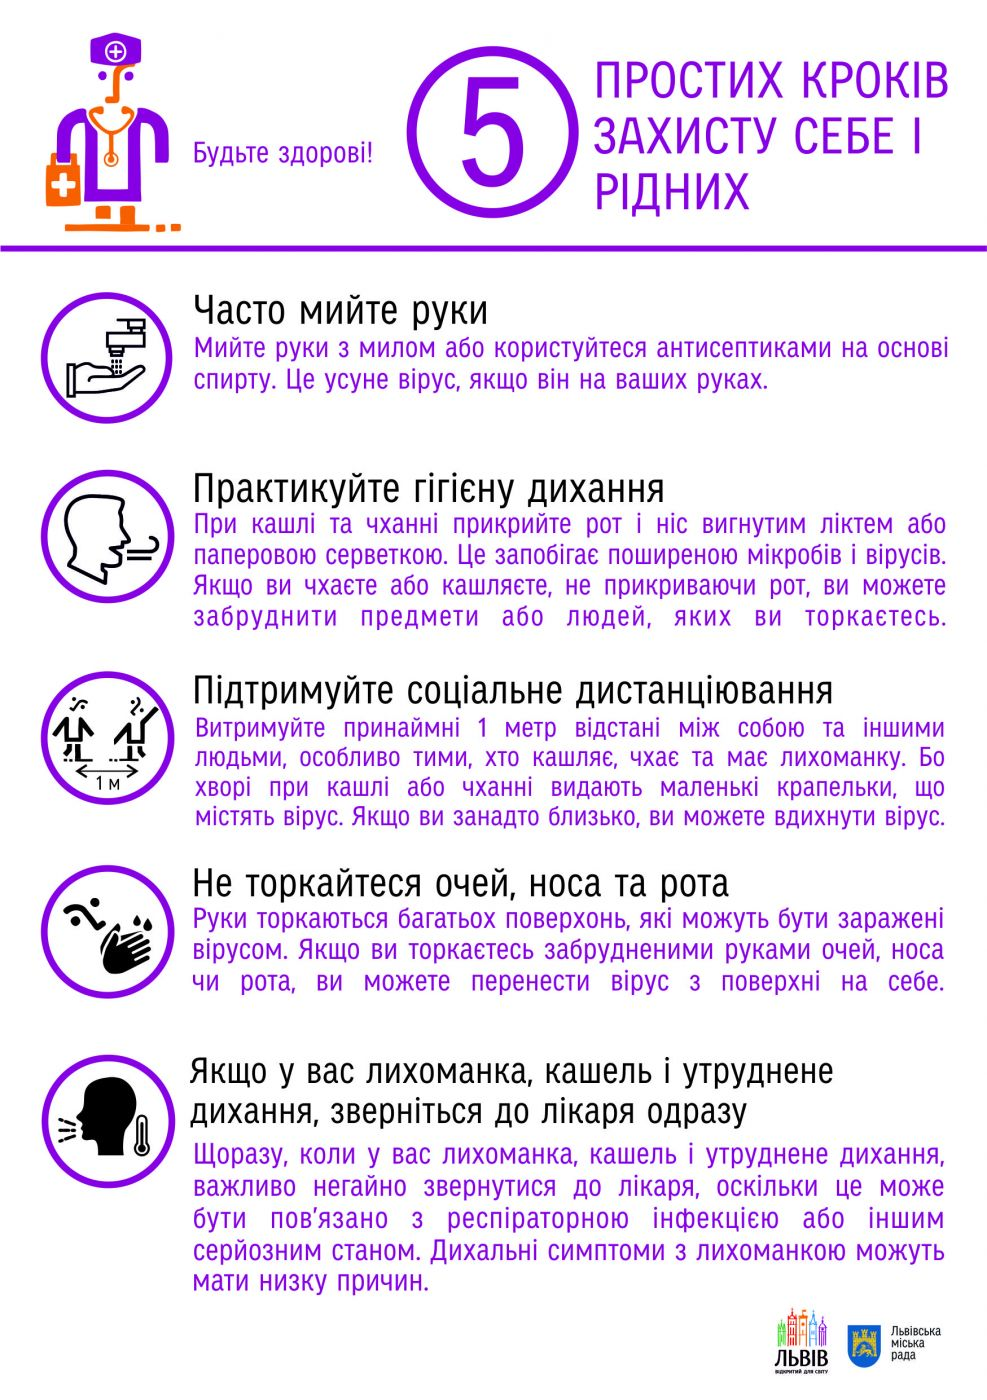 Будьте здорові!
5
ПРОСТИХ КРОКІВ
ЗАХИСТУ СЕБЕ І
РІДНИХ
Часто мийте руки
Мийте руки з милом або користуйтеся антисептиками на основі
спирту. Це усуне вірус, якщо він на ваших руках.
Практикуйте гігієну дихання
При кашлі та чханні прикрийте рот і ніс вигнутим ліктем або
паперовою серветкою. Це запобігає поширеною мікробів і вірусів.
Якщо ви чхаєте або кашляєте, не прикриваючи рот, ви можете
забруднити предмети або людей, яких ви торкаєтесь.
Підтримуйте соціальне дистанціювання
Витримуйте принаймні 1 метр відстані між собою та іншими
людьми, особливо тими, хто кашляє, чхає та має лихоманку. Бо
хворі при кашлі або чханні видають маленькі крапельки, що
містять вірус. Якщо ви занадто близько, ви можете вдихнути вірус.
1 м
Не торкайтеся очей, носа та рота
Руки торкаються багатьох поверхонь, які можуть бути заражені
вірусом. Якщо ви торкаєтесь забрудненими руками очей, носа
чи рота, ви можете перенести вірус з поверхні на себе.
Якщо у вас лихоманка, кашель і утруднене
дихання, зверніться до лікаря одразу
Щоразу, коли у вас лихоманка, кашель і утруднене дихання,
важливо негайно звернутися до лікаря, оскільки це може
бути пов’язано з респіраторною інфекцією або іншим
серйозним станом. Дихальні симптоми з лихоманкою можуть
мати низку причин.
ЛЬВІВ
ВІДКРИТИЙ ДЛЯ СВІТУ
Львівська
міська
рада